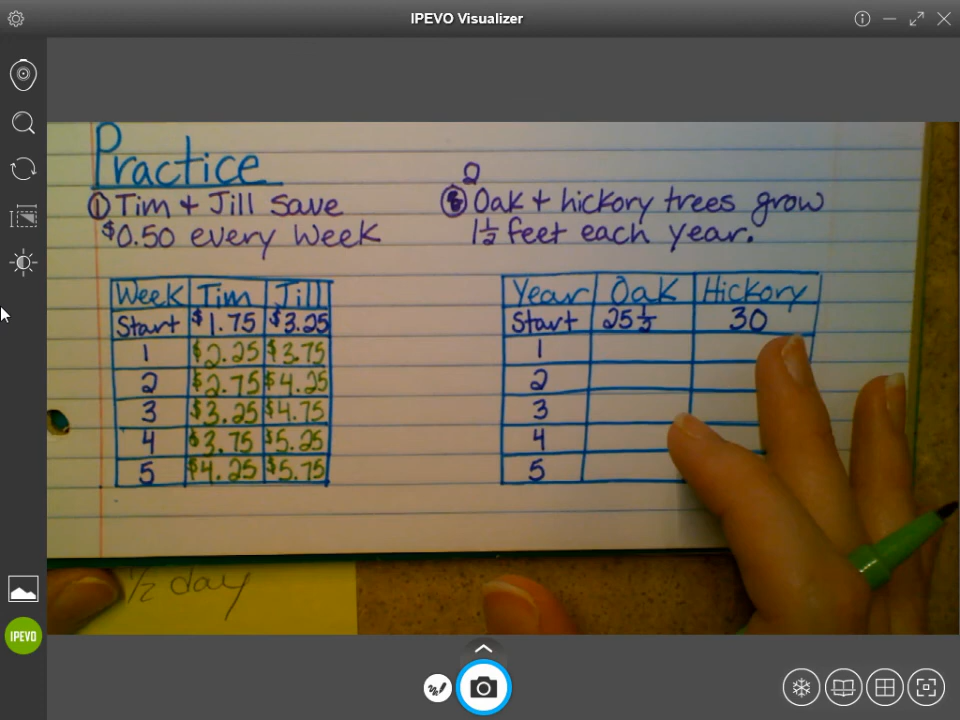 IPEVO Visualizer
Practice
① Tim + Jill Save
$0.50 every week
Week Tim Jill
Start $1.75 $3.25
1 $2.25 $3.75
2 $2.75 $4.25
3 $3.25 $4.75
4 $3.75 $5.25
5 $4.25 $5.75
2
Oak + hickory trees grow
1½ feet each year.
Year Oak Hickory
Start 25½ 30
1
2
3
4
5
½ day
IPEVO